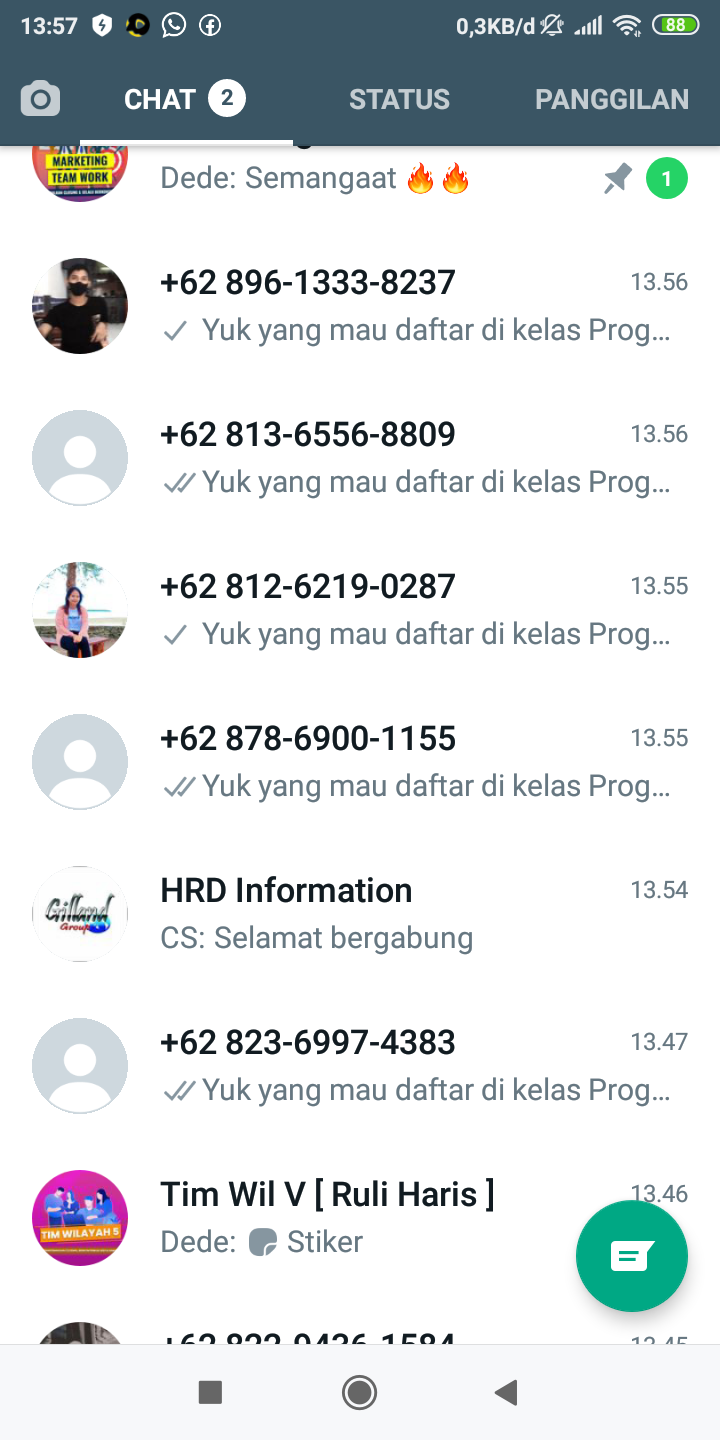 13:57
0,3KB/d
88
CHAT 2
STATUS
PANGGILAN
MARKETING
TEAM WORK
Dede: Semangaat 🔥🔥
1
+62 896-1333-8237
13.56
Yuk yang mau daftar di kelas Prog...
+62 813-6556-8809
13.56
Yuk yang mau daftar di kelas Prog...
+62 812-6219-0287
13.55
Yuk yang mau daftar di kelas Prog...
+62 878-6900-1155
13.55
Yuk yang mau daftar di kelas Prog...
Gilland
Group
HRD Information
13.54
CS: Selamat bergabung
+62 823-6997-4383
13.47
Yuk yang mau daftar di kelas Prog...
TIM WILAYAH 5
Tim Wil V [ Ruli Haris ]
13.46
Dede: Stiker
13.45